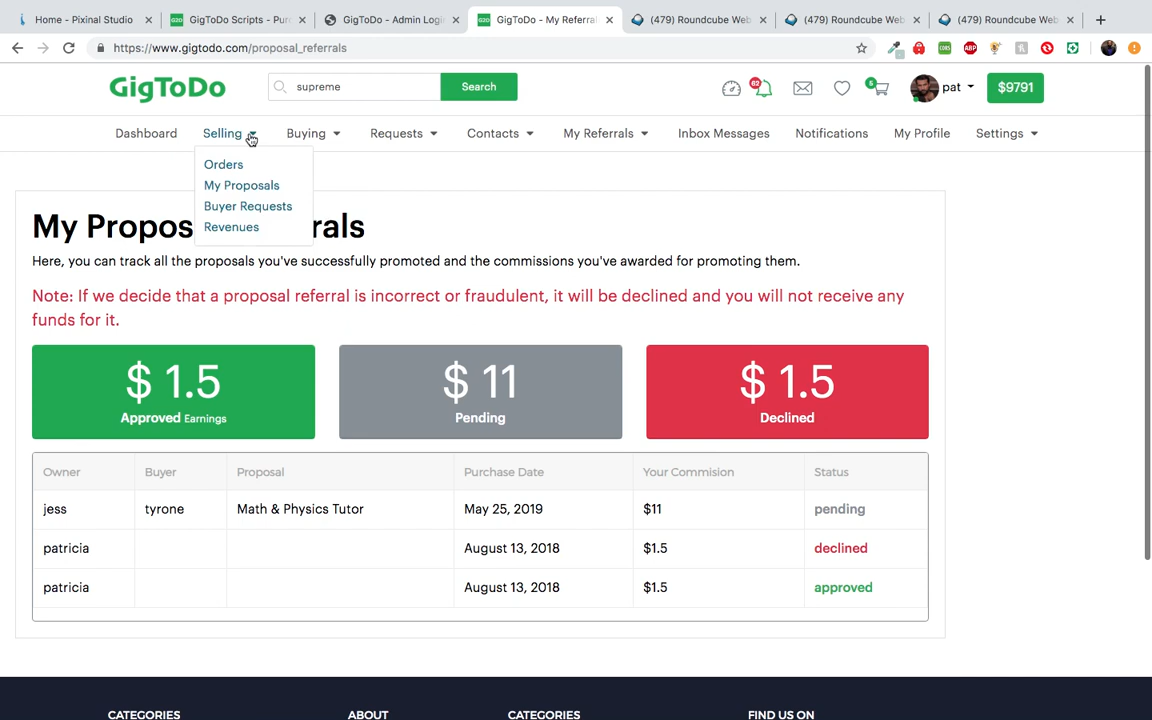 Home - Pixinal Studio
GigToDo Scripts - Pure
GigToDo - Admin Login
GigToDo - My Referral
(479) Roundcube Web
(479) Roundcube Web
(479) Roundcube Web
https://www.gigtodo.com/proposal_referrals
CORS
ABP
GigToDo
supreme
Search
62
5
pat
$9791
Dashboard
Selling
Buying
Requests
Contacts
My Referrals
Inbox Messages
Notifications
My Profile
Settings
Orders
My Proposals
Buyer Requests
Revenues
My Propos rrals
Here, you can track all the proposals you've successfully promoted and the commissions you've awarded for promoting them.
Note: If we decide that a proposal referral is incorrect or fraudulent, it will be declined and you will not receive any
funds for it.
$ 1.5
Approved Earnings
$ 11
Pending
$ 1.5
Declined
Owner Buyer Proposal Purchase Date Your Commision Status
jess tyrone Math & Physics Tutor May 25, 2019 $11 pending
patricia August 13, 2018 $1.5 declined
patricia August 13, 2018 $1.5 approved
CATEGORIES
ABOUT
CATEGORIES
FIND US ON